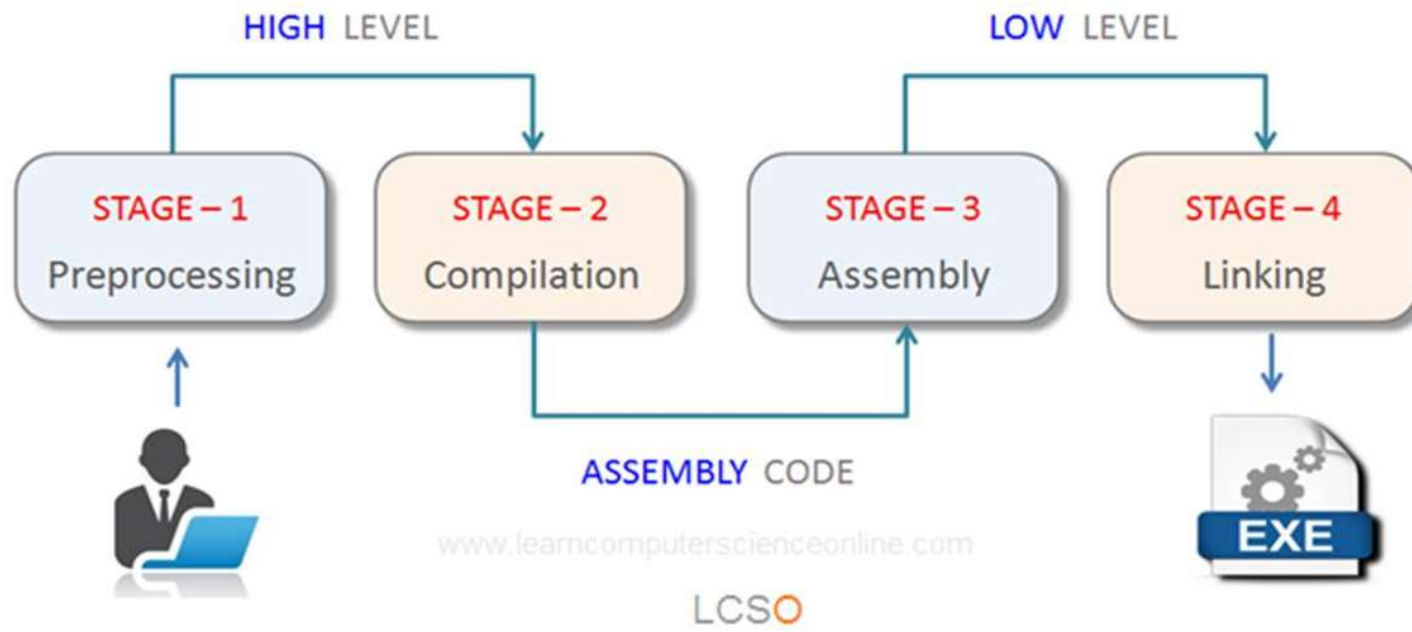 HIGH LEVEL
LOW LEVEL
STAGE – 1
Preprocessing
STAGE – 2
Compilation
STAGE – 3
Assembly
STAGE – 4
Linking
ASSEMBLY CODE
EXE
www.learncomputerscienceonline.com
LCSO